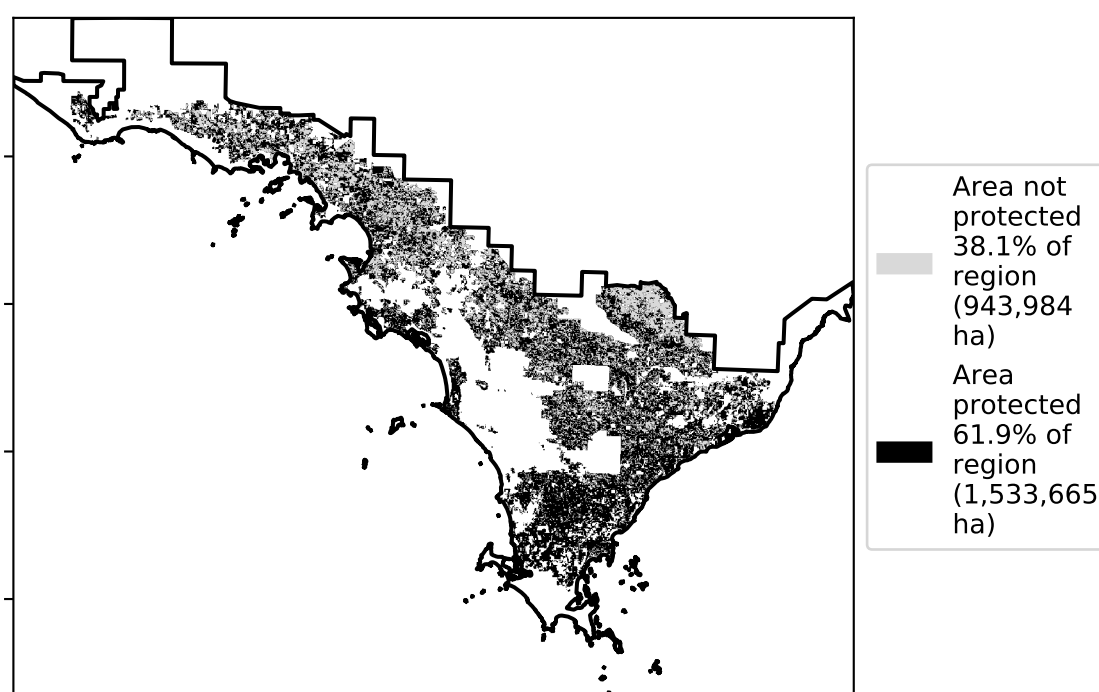 Area not
protected
38.1% of
region
(943,984
ha)
Area
protected
61.9% of
region
(1,533,665
ha)